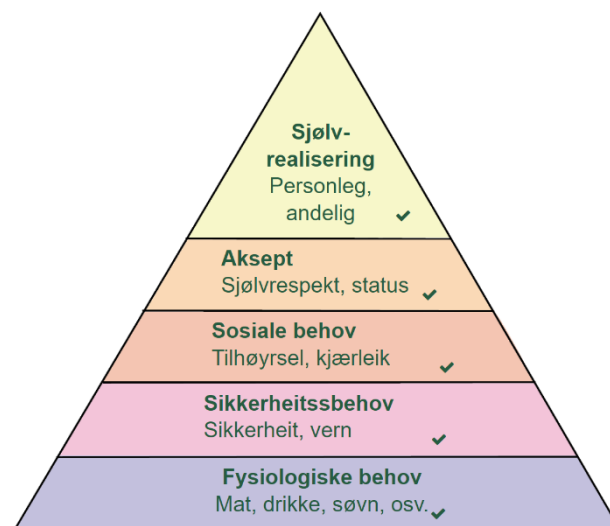 Sjølv-
realisering
Personleg,
andelig
Aksept
Sjølvrespekt, status
Sosiale behov
Tilhøyrsel, kjærleik
Sikkerheitssbehov
Sikkerheit, vern
Fysiologiske behov
Mat, drikke, søvn, osv.